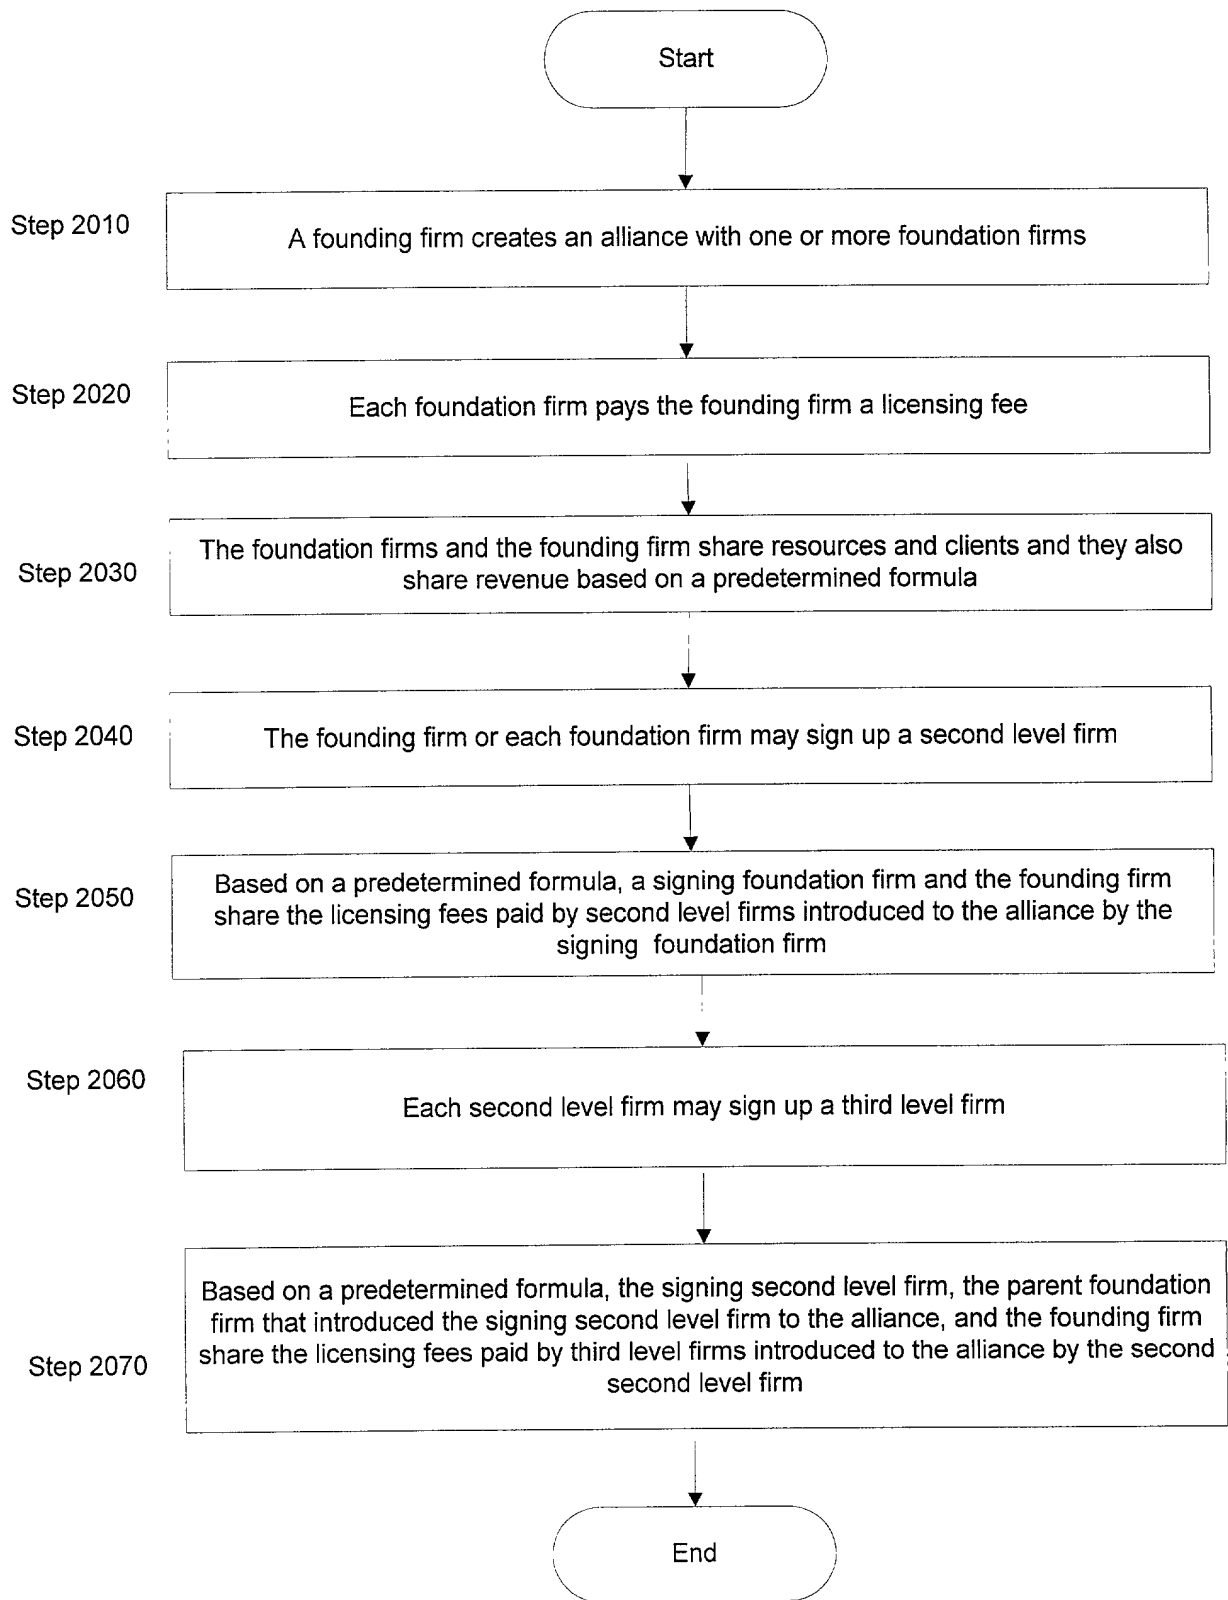 Start
Step 2010
A founding firm creates an alliance with one or more foundation firms
Step 2020
Each foundation firm pays the founding firm a licensing fee
Step 2030
The foundation firms and the founding firm share resources and clients and they also
share revenue based on a predetermined formula
Step 2040
The founding firm or each foundation firm may sign up a second level firm
Step 2050
Based on a predetermined formula, a signing foundation firm and the founding firm
share the licensing fees paid by second level firms introduced to the alliance by the
signing foundation firm
Step 2060
Each second level firm may sign up a third level firm
Step 2070
Based on a predetermined formula, the signing second level firm, the parent foundation
firm that introduced the signing second level firm to the alliance, and the founding firm
share the licensing fees paid by third level firms introduced to the alliance by the second
second level firm
End